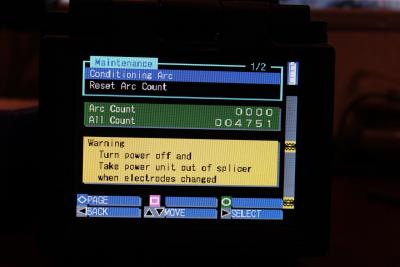 Maintenance 1/2
Conditioning Arc
Reset Arc Count
Arc Count 0000
All Count 004751
Warning
Turn power off and
Take power unit out of splicer
when electrodes changed
PAGE
BACK MOVE SELECT